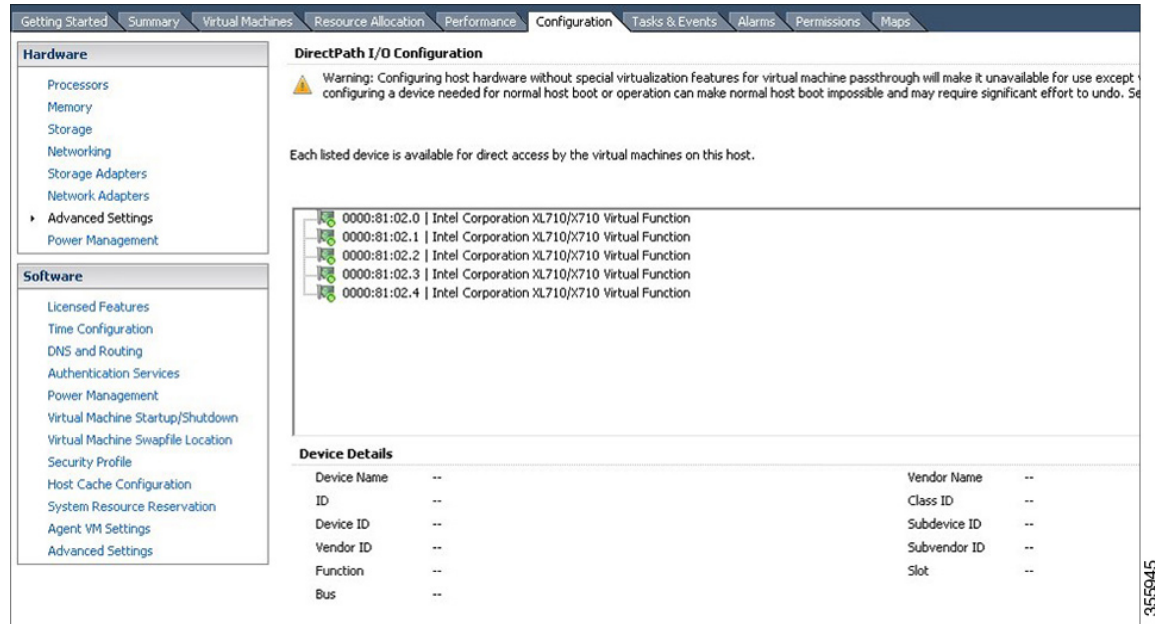 Getting Started Summary Virtual Machines Resource Allocation Performance Configuration Tasks & Events Alarms Permissions Maps
Hardware
Processors
Memory
Storage
Networking
Storage Adapters
Network Adapters
Advanced Settings
Power Management
Software
Licensed Features
Time Configuration
DNS and Routing
Authentication Services
Power Management
Virtual Machine Startup/Shutdown
Virtual Machine Swapfile Location
Security Profile
Host Cache Configuration
System Resource Reservation
Agent VM Settings
Advanced Settings
DirectPath I/O Configuration
Warning: Configuring host hardware without special virtualization features for virtual machine passthrough will make it unavailable for use except
configuring a device needed for normal host boot or operation can make normal host boot impossible and may require significant effort to undo.
Each listed device is available for direct access by the virtual machines on this host.
0000:81:02.0 | Intel Corporation XL710/X710 Virtual Function
0000:81:02.1 | Intel Corporation XL710/X710 Virtual Function
0000:81:02.2 | Intel Corporation XL710/X710 Virtual Function
0000:81:02.3 | Intel Corporation XL710/X710 Virtual Function
0000:81:02.4 | Intel Corporation XL710/X710 Virtual Function
Device Details
Device Name -- Vendor Name --
ID -- Class ID --
Device ID -- Subdevice ID --
Vendor ID -- Subvendor ID --
Function -- Slot --
Bus --
355945